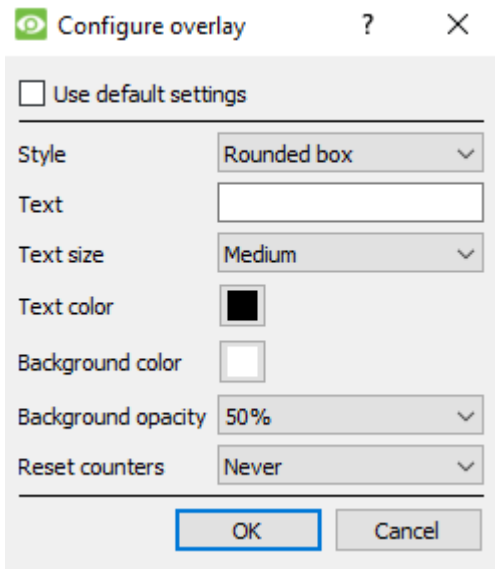 Configure overlay ?
Use default settings
Style Rounded box
Text
Text size Medium
Text color
Background color
Background opacity 50%
Reset counters Never
OK Cancel